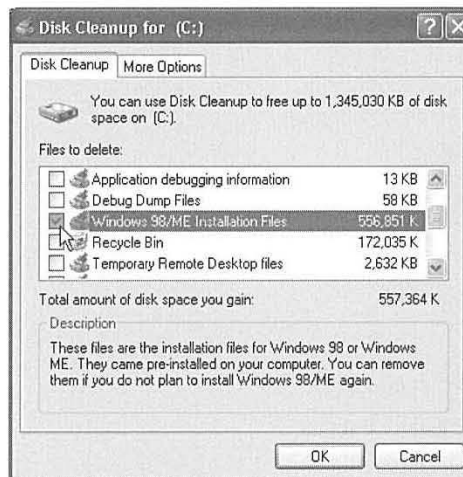 Disk Cleanup for (C:)
Disk Cleanup More Options
You can use Disk Cleanup to free up to 1,345,030 KB of disk
space on (C:).
Files to delete:
Application debugging information 13 KB
Debug Dump Files 58 KB
Windows 98/ME Installation Files 556,851 K
Recycle Bin 172,035 K
Temporary Remote Desktop files 2,632 KB
Total amount of disk space you gain: 557,364 K
Description
These files are the installation files for Windows 98 or Windows
ME. They came pre-installed on your computer. You can remove
them if you do not plan to install Windows 98/ME again.
OK Cancel